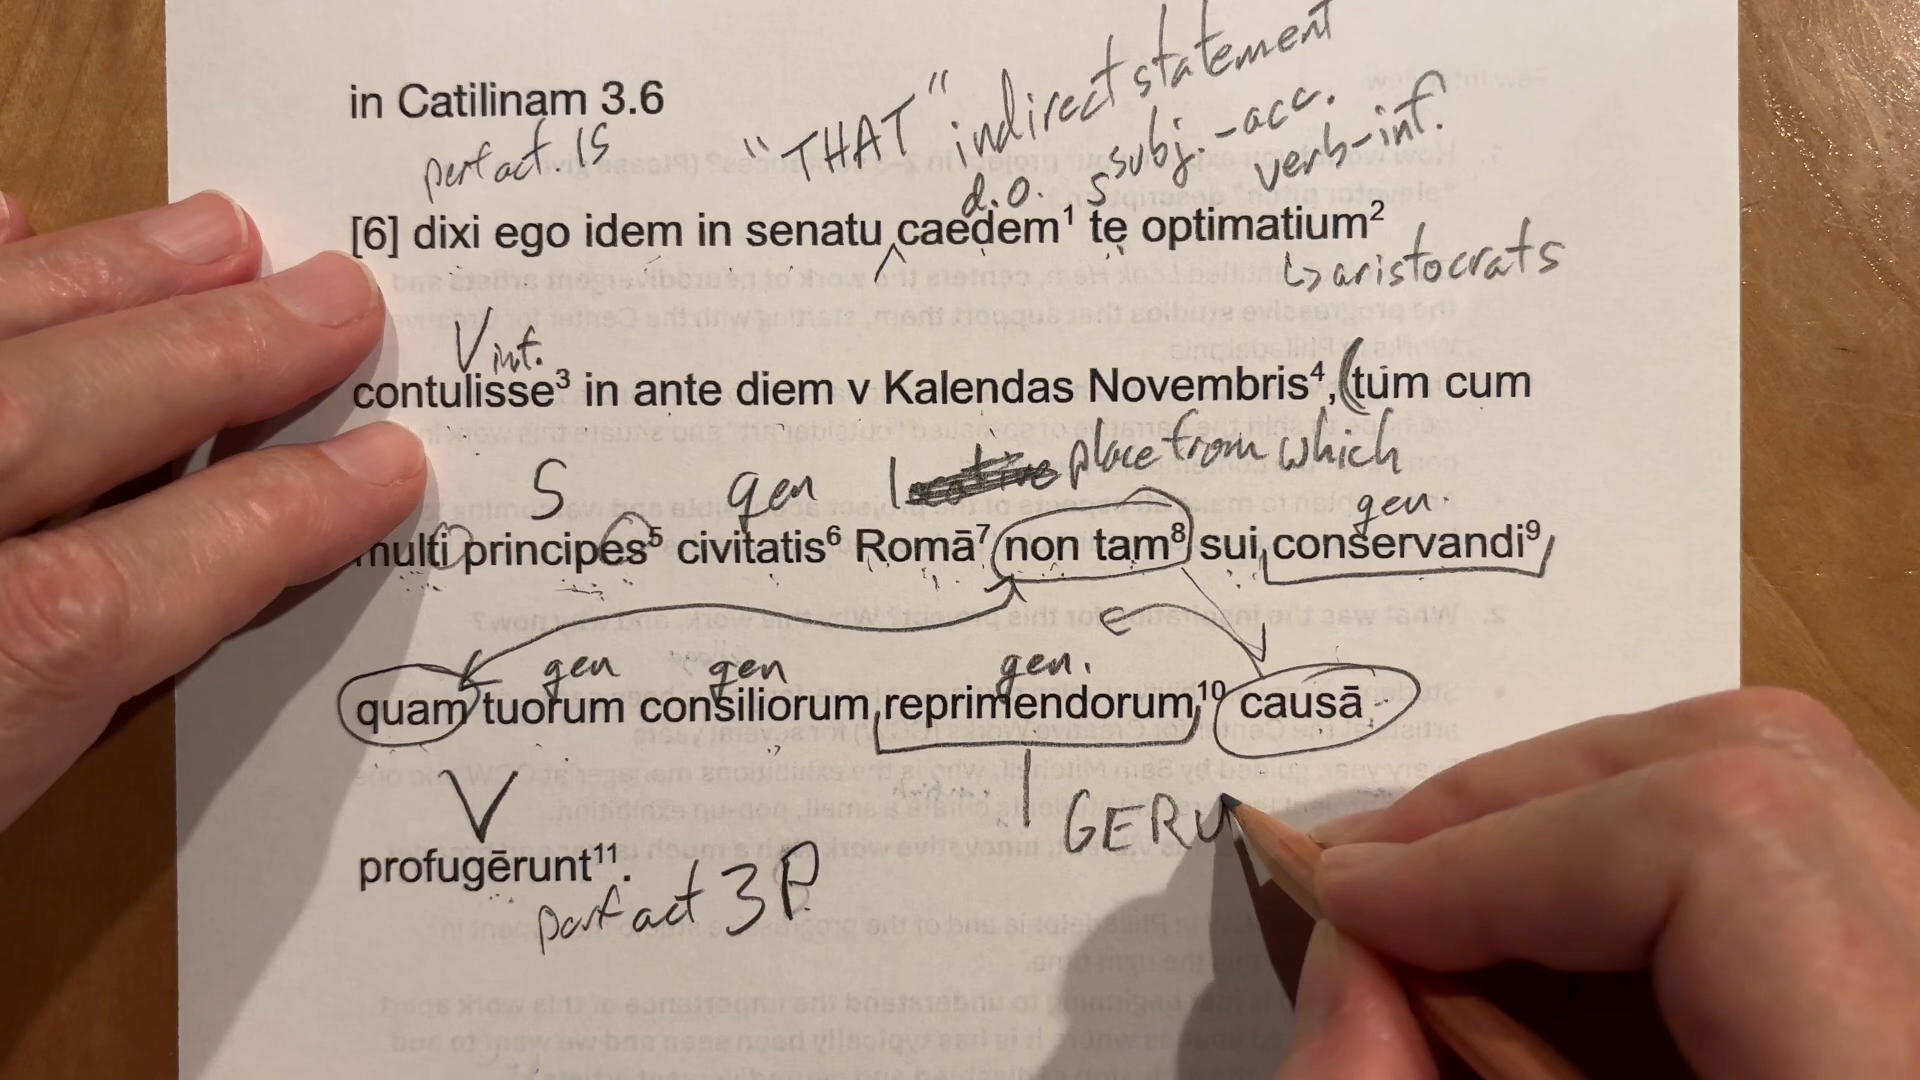 in Catilinam 3.6
perf act. 1S
"THAT" indirect statement
subj. - acc.
verb - inf.
d.o. s
[6] dixi ego idem in senatu caedem¹ te optimatium²
↳ aristocrats
V inf.
contulisse³ in ante diem v Kalendas Novembris⁴, (tum cum
S gen place from which gen.
multi principes⁵ civitatis⁶ Romā⁷ non tam⁸ sui conservandi⁹
gen gen gen.
quam tuorum consiliorum reprimendorum¹⁰ causā
V GERU
profugērunt¹¹.
perf act 3P